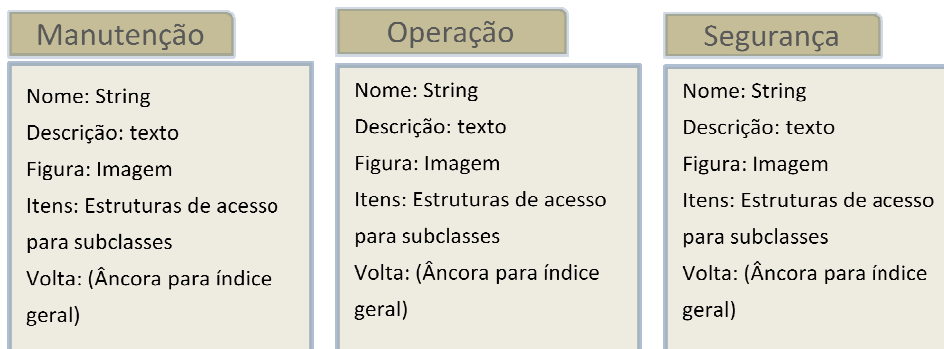 Manutenção
Nome: String
Descrição: texto
Figura: Imagem
Itens: Estruturas de acesso
para subclasses
Volta: (Âncora para índice
geral)
Operação
Nome: String
Descrição: texto
Figura: Imagem
Itens: Estruturas de acesso
para subclasses
Volta: (Âncora para índice
geral)
Segurança
Nome: String
Descrição: texto
Figura: Imagem
Itens: Estruturas de acesso
para subclasses
Volta: (Âncora para índice
geral)